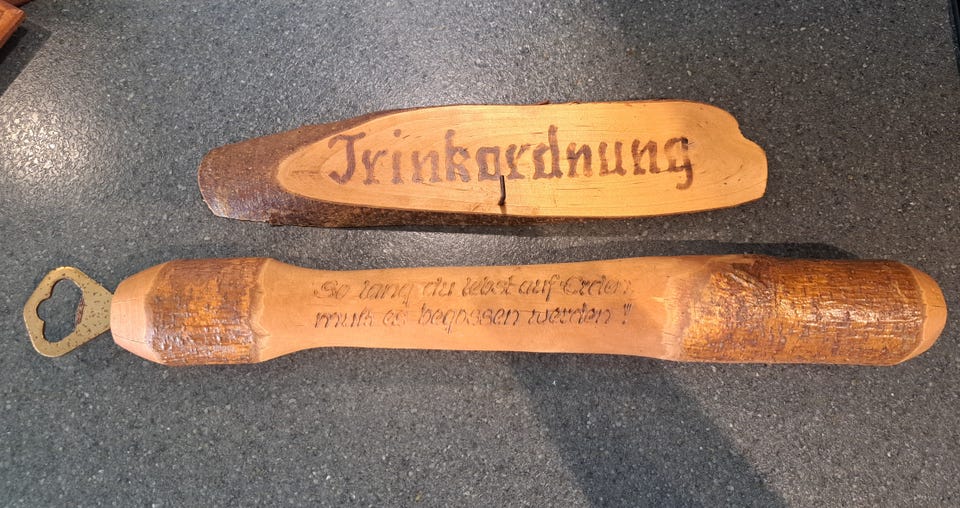 Trinkordnung
So lang du lebst auf Erden,
muß es begossen werden!